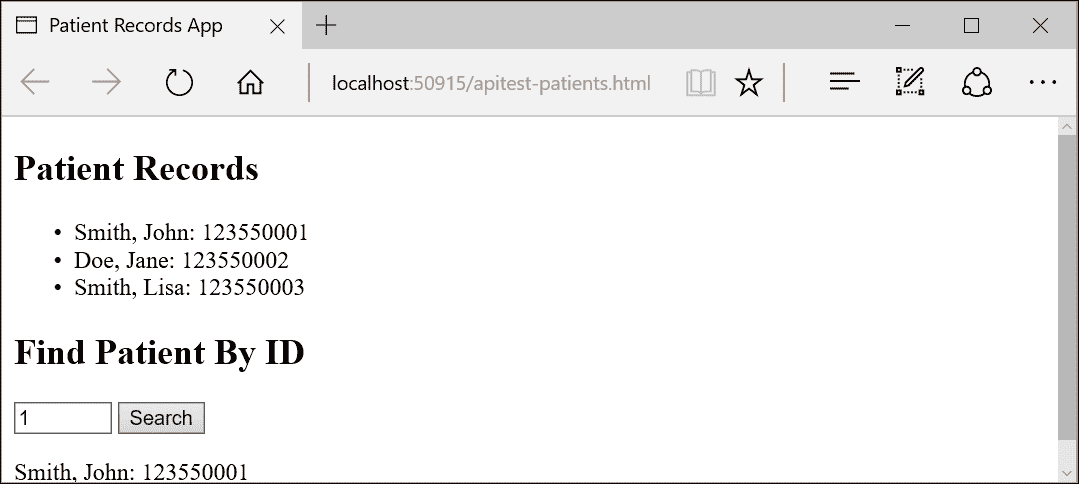 Patient Records App
localhost:50915/apitest-patients.html
Patient Records
• Smith, John: 123550001
• Doe, Jane: 123550002
• Smith, Lisa: 123550003
Find Patient By ID
1 Search
Smith, John: 123550001